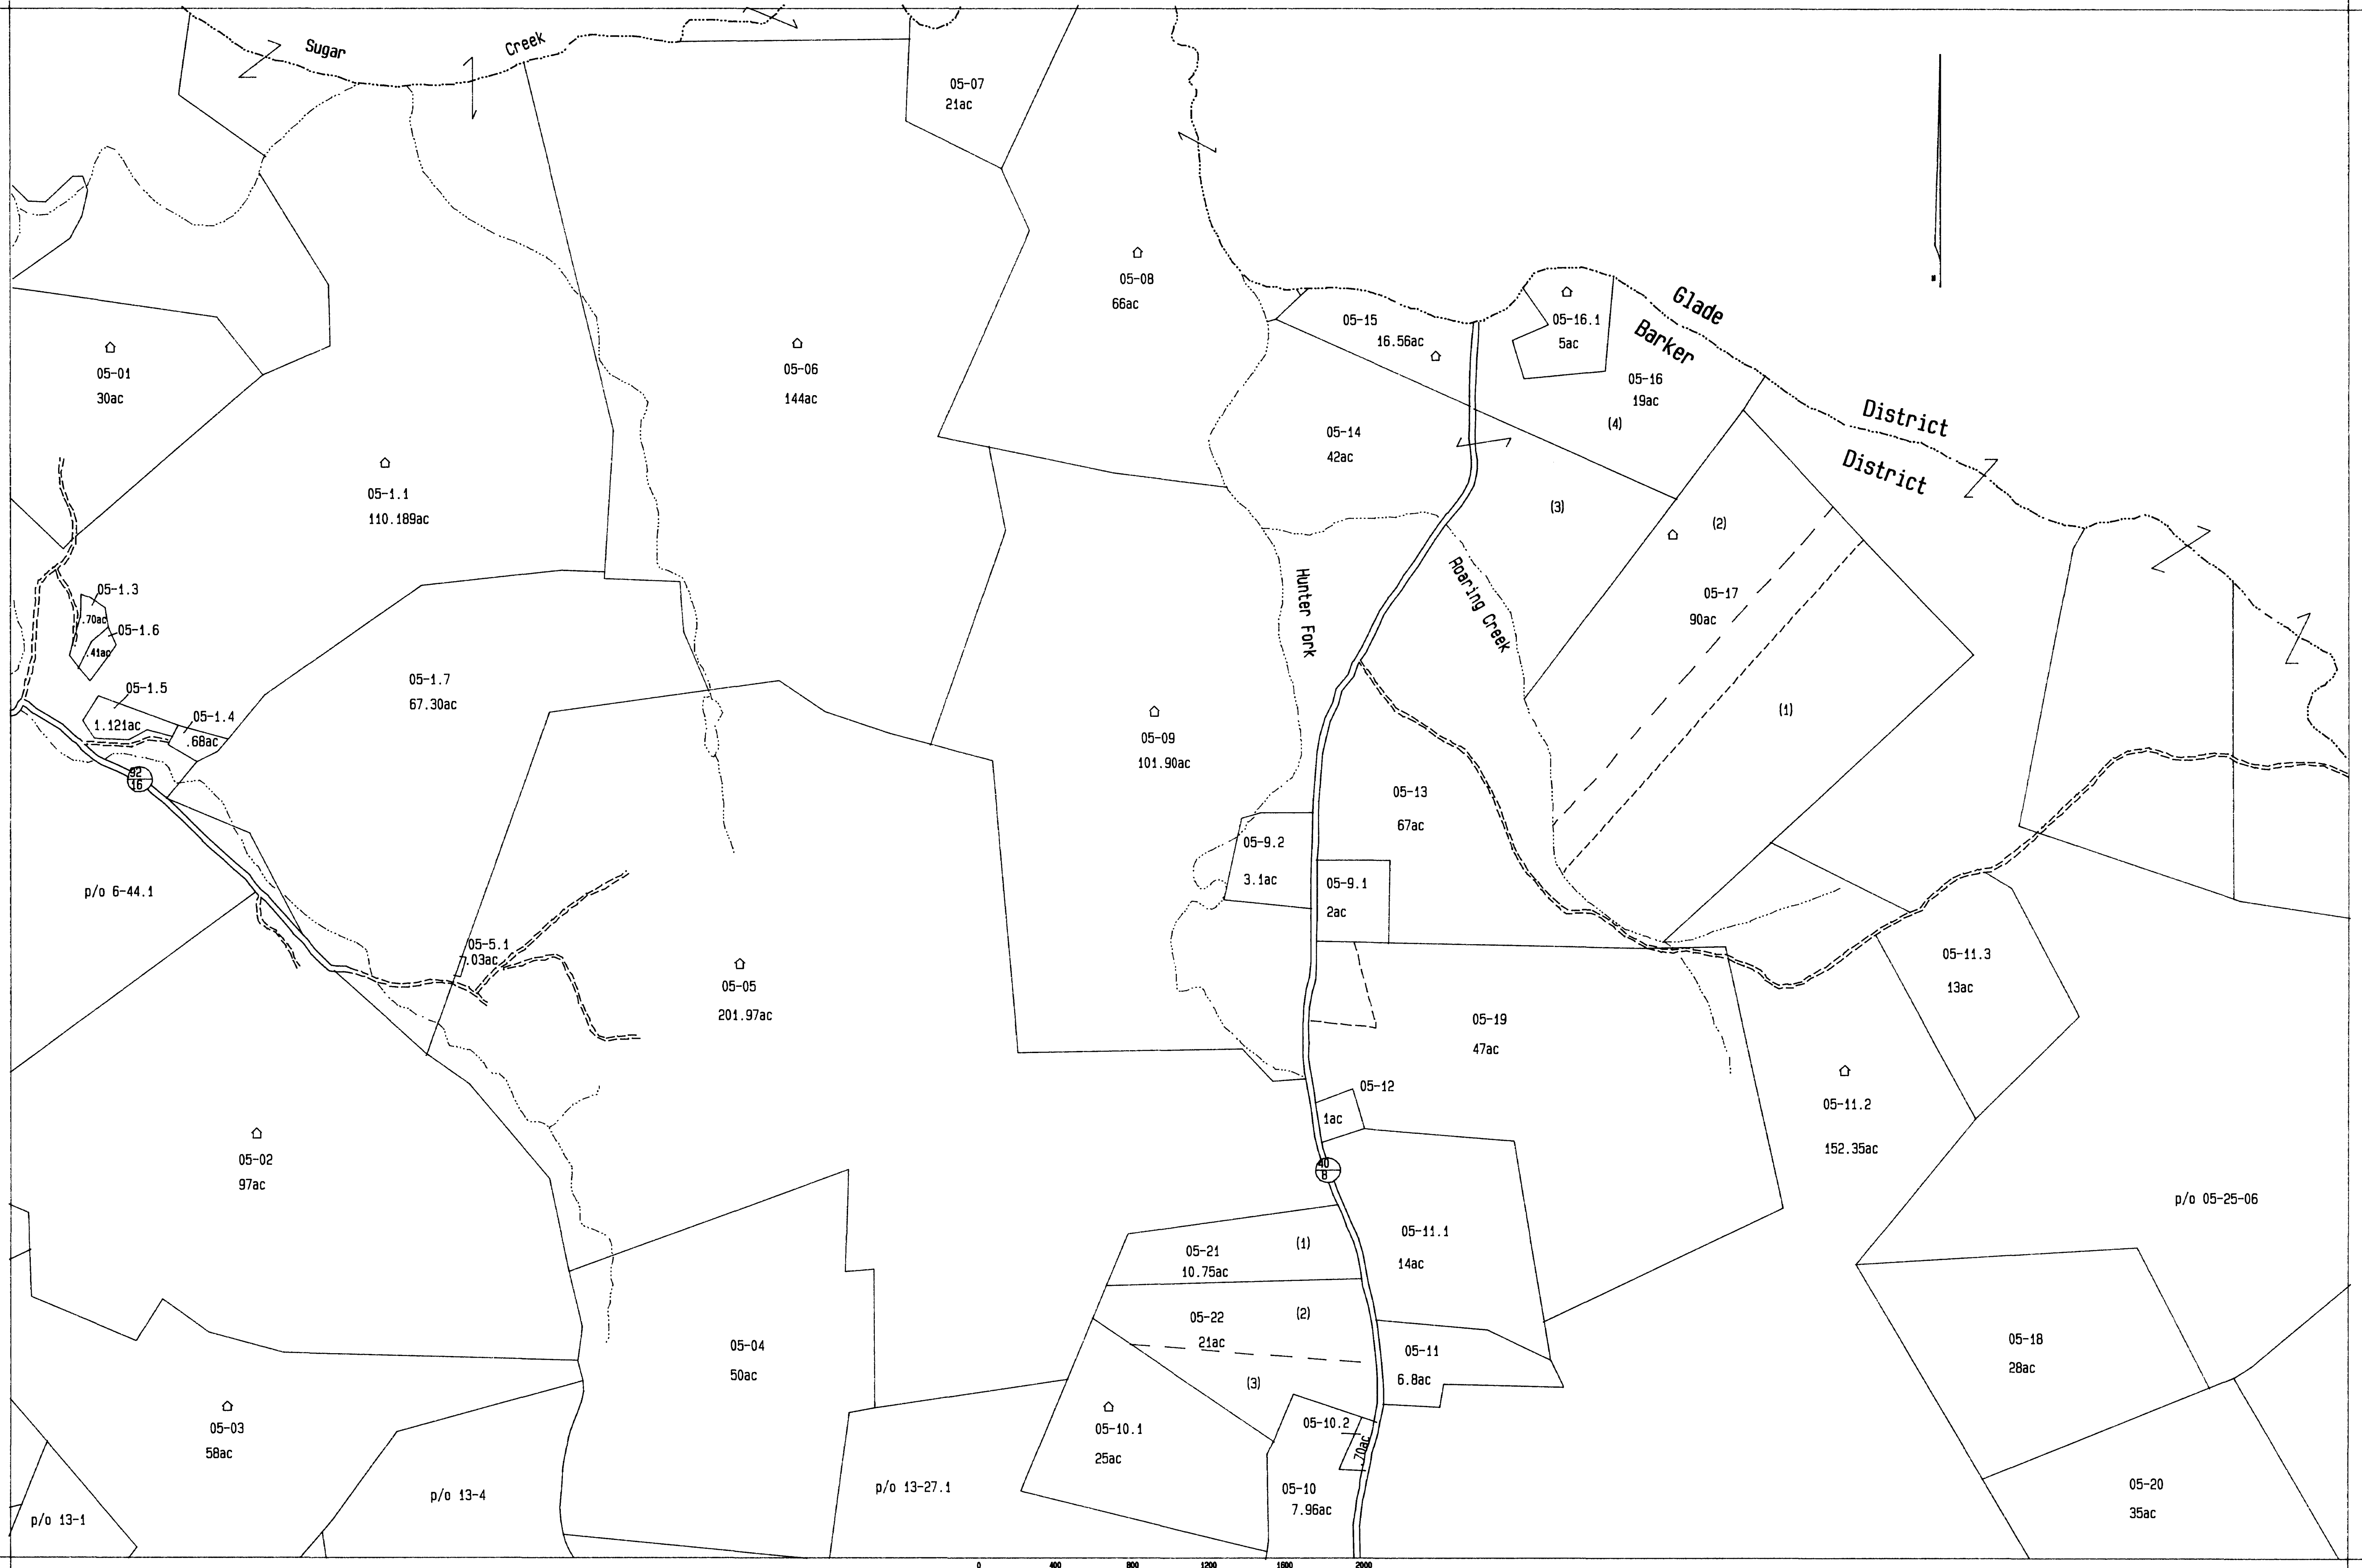 Sugar
Creek
05-07
21ac
05-08
66ac
Glade
Barker
District
District
05-15
16.56ac
05-16.1
5ac
05-16
19ac
(4)
05-01
30ac
05-06
144ac
05-14
42ac
05-1.1
110.189ac
(3)
(2)
05-1.3
.70ac
05-1.6
.41ac
Hunter Fork
Roaring Creek
05-17
90ac
05-1.5
1.121ac
05-1.4
.68ac
05-1.7
67.30ac
05-09
101.90ac
(1)
92
16
05-13
67ac
05-9.2
3.1ac
05-9.1
2ac
p/o 6-44.1
05-5.1
.03ac
05-05
201.97ac
05-11.3
13ac
05-19
47ac
05-12
1ac
05-11.2
152.35ac
05-02
97ac
40
8
p/o 05-25-06
05-21
10.75ac
(1)
05-11.1
14ac
05-22
21ac
(2)
(3)
05-11
6.8ac
05-04
50ac
05-18
28ac
05-03
58ac
05-10.1
25ac
05-10.2
.70ac
05-10
7.96ac
p/o 13-1
p/o 13-4
p/o 13-27.1
05-20
35ac
0 400 800 1200 1600 2000